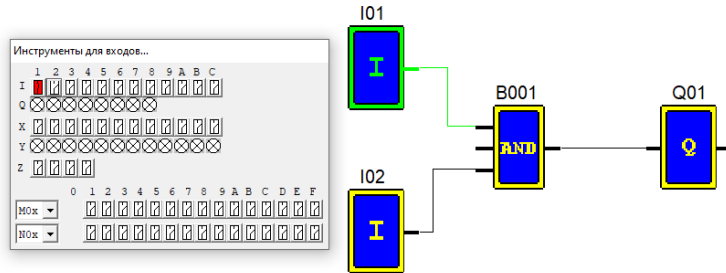 Инструменты для входов...
1 2 3 4 5 6 7 8 9 A B C
I
Q
X
Y
Z
0 1 2 3 4 5 6 7 8 9 A B C D E F
M0x
N0x
I01
I
I02
I
B001
AND
Q01
Q